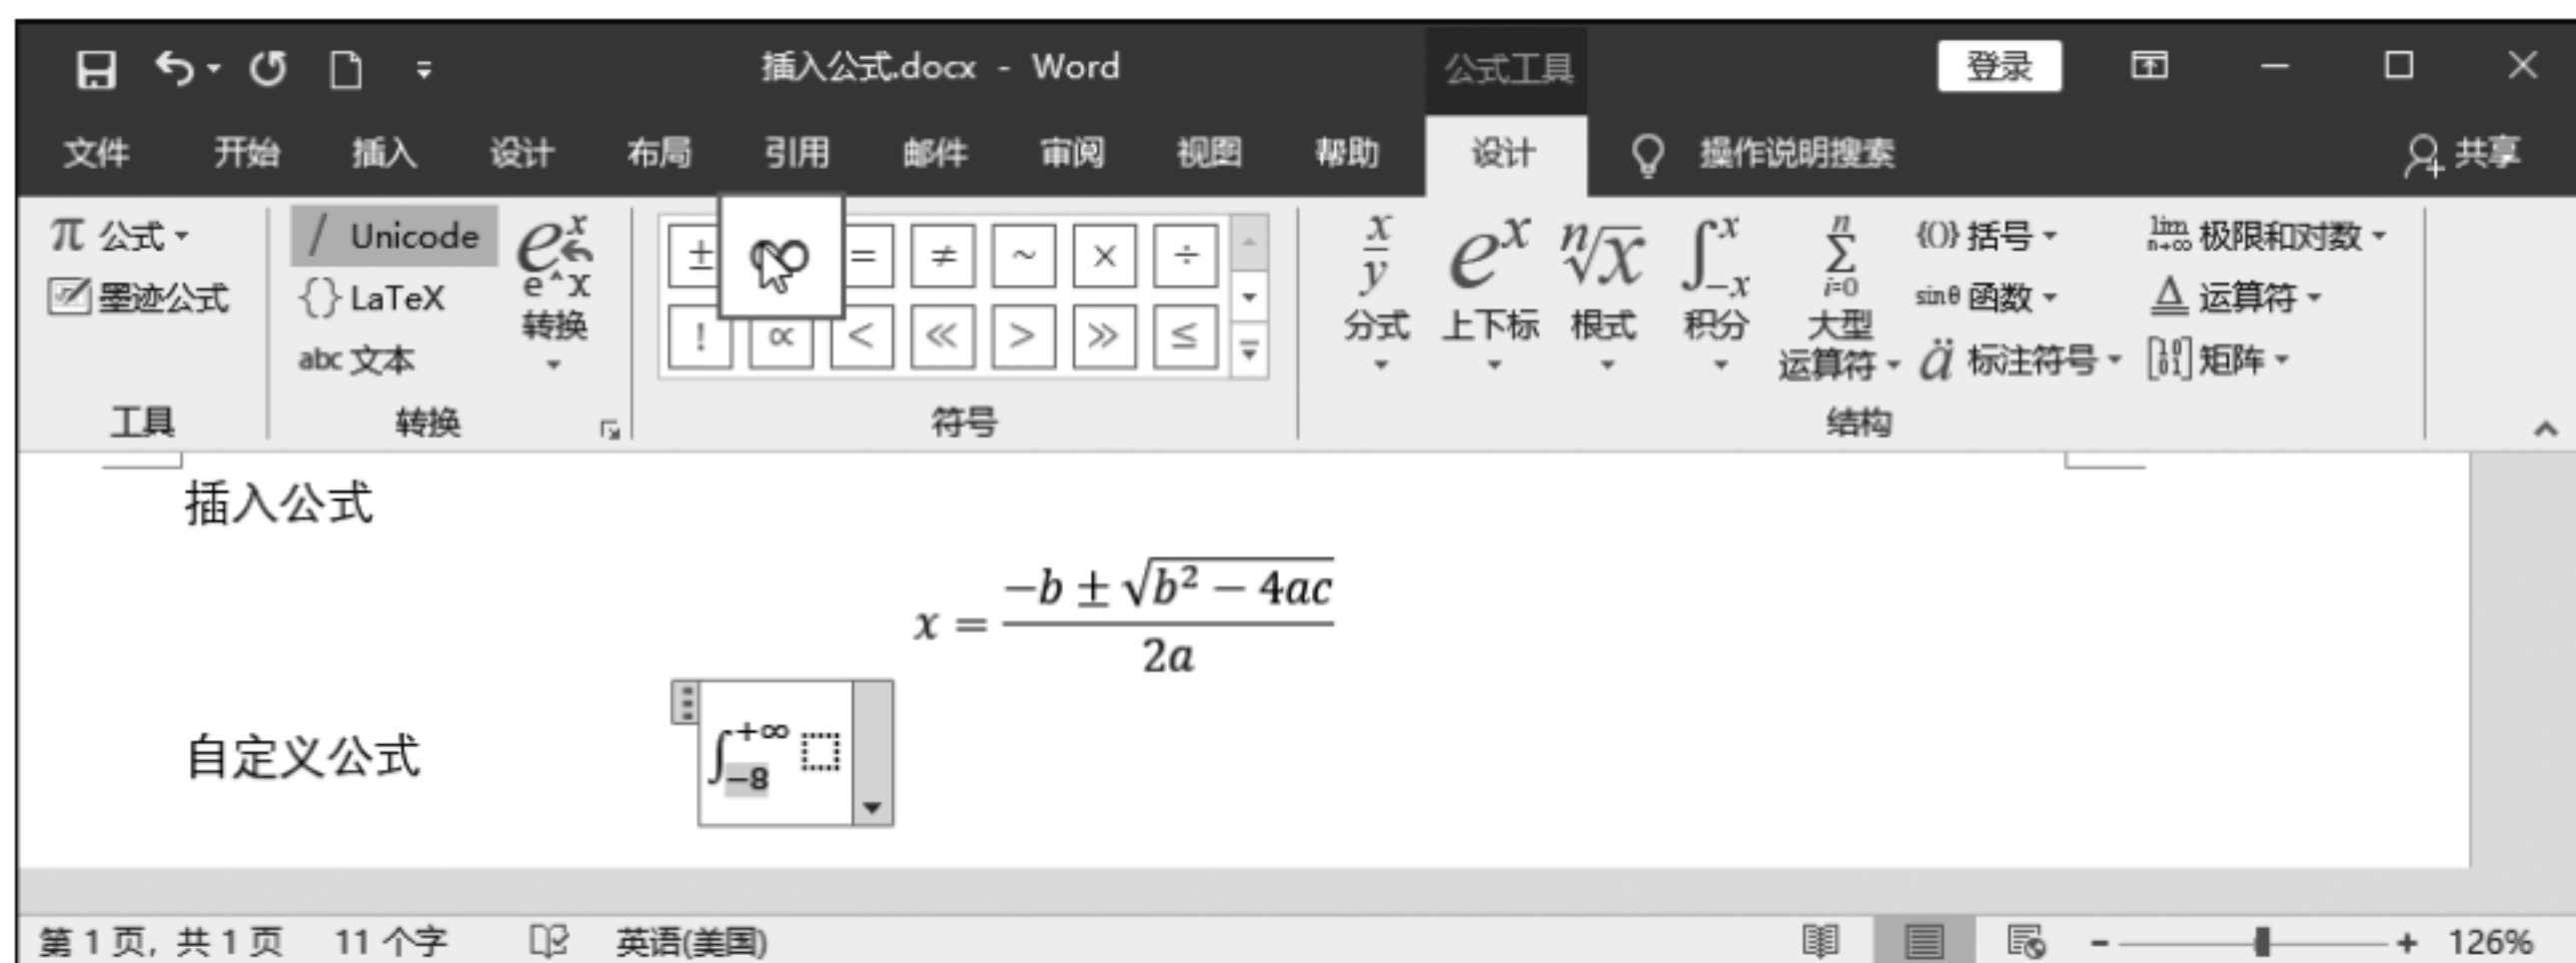 插入公式.docx - Word 公式工具 登录
文件 开始 插入 设计 布局 引用 邮件 审阅 视图 帮助 设计 操作说明搜索 共享
π 公式 / Unicode e^x ± ∞ = ≠ ~ × ÷ x/y e^x ⁿ√x ∫_{-x}^{x} ∑_{i=0}^{n} {()} 括号 lim n→∞ 极限和对数
墨迹公式 {} LaTeX e^x 转换 ! ∝ < ≪ > ≫ ≤ 分式 上下标 根式 积分 大型运算符 sinθ 函数 Δ 运算符
abc 文本 ä 标注符号 [10 01] 矩阵
工具 转换 符号 结构
插入公式
x = (−b ± √(b² − 4ac)) / 2a
自定义公式 ∫_{−8}^{+∞}
第 1 页, 共 1 页 11 个字 英语(美国) − + 126%